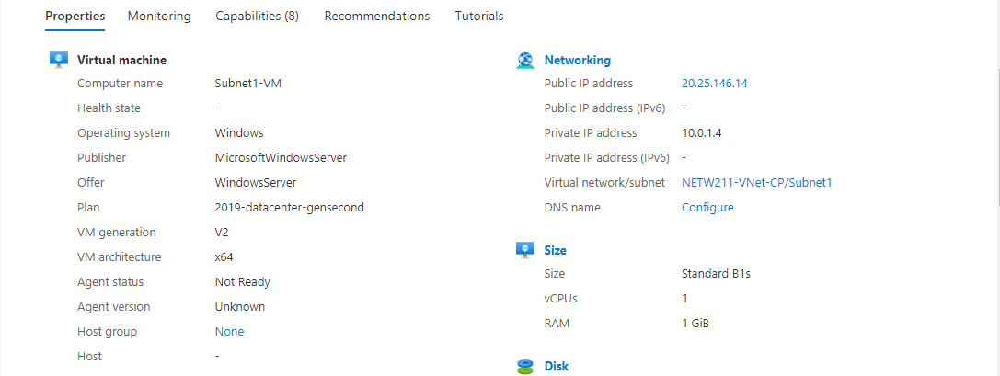 Properties Monitoring Capabilities (8) Recommendations Tutorials
Virtual machine
Computer name Subnet1-VM
Health state -
Operating system Windows
Publisher MicrosoftWindowsServer
Offer WindowsServer
Plan 2019-datacenter-gensecond
VM generation V2
VM architecture x64
Agent status Not Ready
Agent version Unknown
Host group None
Host -
Networking
Public IP address 20.25.146.14
Public IP address (IPv6) -
Private IP address 10.0.1.4
Private IP address (IPv6) -
Virtual network/subnet NETW211-VNet-CP/Subnet1
DNS name Configure
Size
Size Standard B1s
vCPUs 1
RAM 1 GiB
Disk